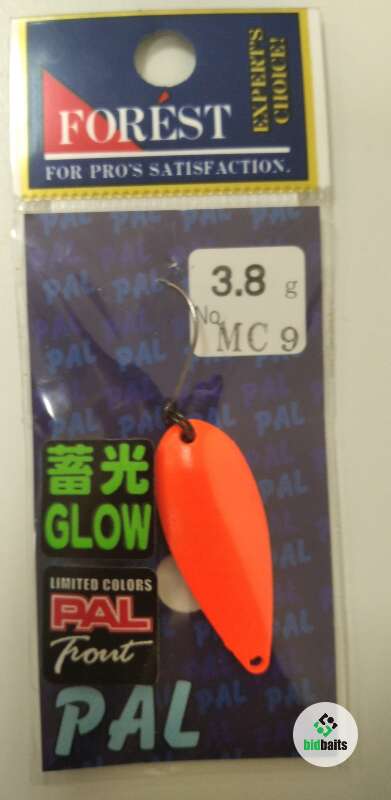 FORÉST
EXPERT'S
CHOICE!
FOR PRO'S SATISFACTION.
3.8 g
No. MC 9
蓄光
GLOW
LIMITED COLORS
PAL
Trout
PAL
bidbaits